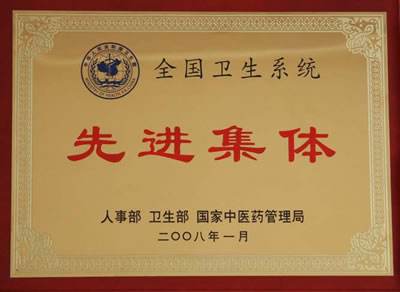 全国卫生系统
先进集体
人事部 卫生部 国家中医药管理局
二〇〇八年一月